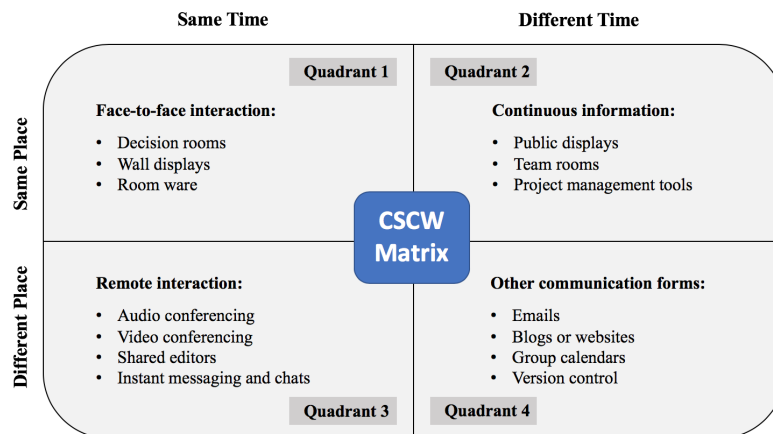 Same Time
Different Time
Same Place
Quadrant 1
Face-to-face interaction:
• Decision rooms
• Wall displays
• Room ware
Quadrant 2
Continuous information:
• Public displays
• Team rooms
• Project management tools
CSCW
Matrix
Different Place
Remote interaction:
• Audio conferencing
• Video conferencing
• Shared editors
• Instant messaging and chats
Quadrant 3
Other communication forms:
• Emails
• Blogs or websites
• Group calendars
• Version control
Quadrant 4